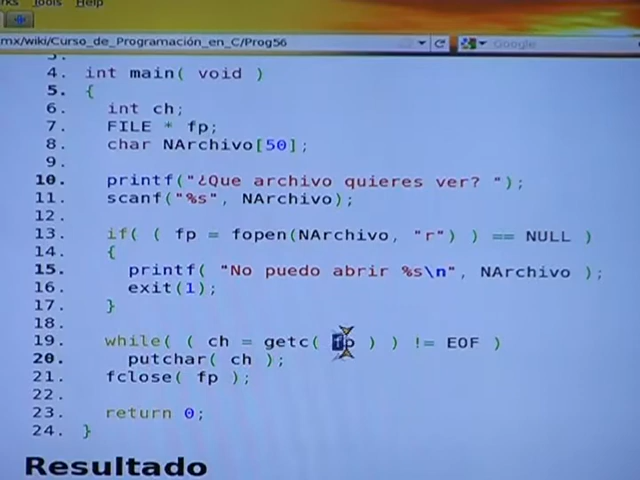 Tools Help
mx/wiki/Curso_de_Programación_en_C/Prog56
Google
3.
4. int main( void )
5. {
6. int ch;
7. FILE * fp;
8. char NArchivo[50];
9.
10. printf("¿Que archivo quieres ver? ");
11. scanf("%s", NArchivo);
12.
13. if( ( fp = fopen(NArchivo, "r") ) == NULL )
14. {
15. printf( "No puedo abrir %s\n", NArchivo );
16. exit(1);
17. }
18.
19. while( ( ch = getc( fp ) ) != EOF )
20. putchar( ch );
21. fclose( fp );
22.
23. return 0;
24. }
Resultado